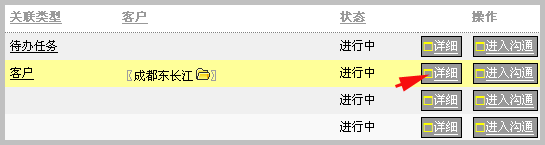 关联类型 客户 状态 操作
待办任务 进行中 详细 进入沟通
客户 〖成都东长江〗 进行中 详细 进入沟通
进行中 详细 进入沟通
进行中 详细 进入沟通